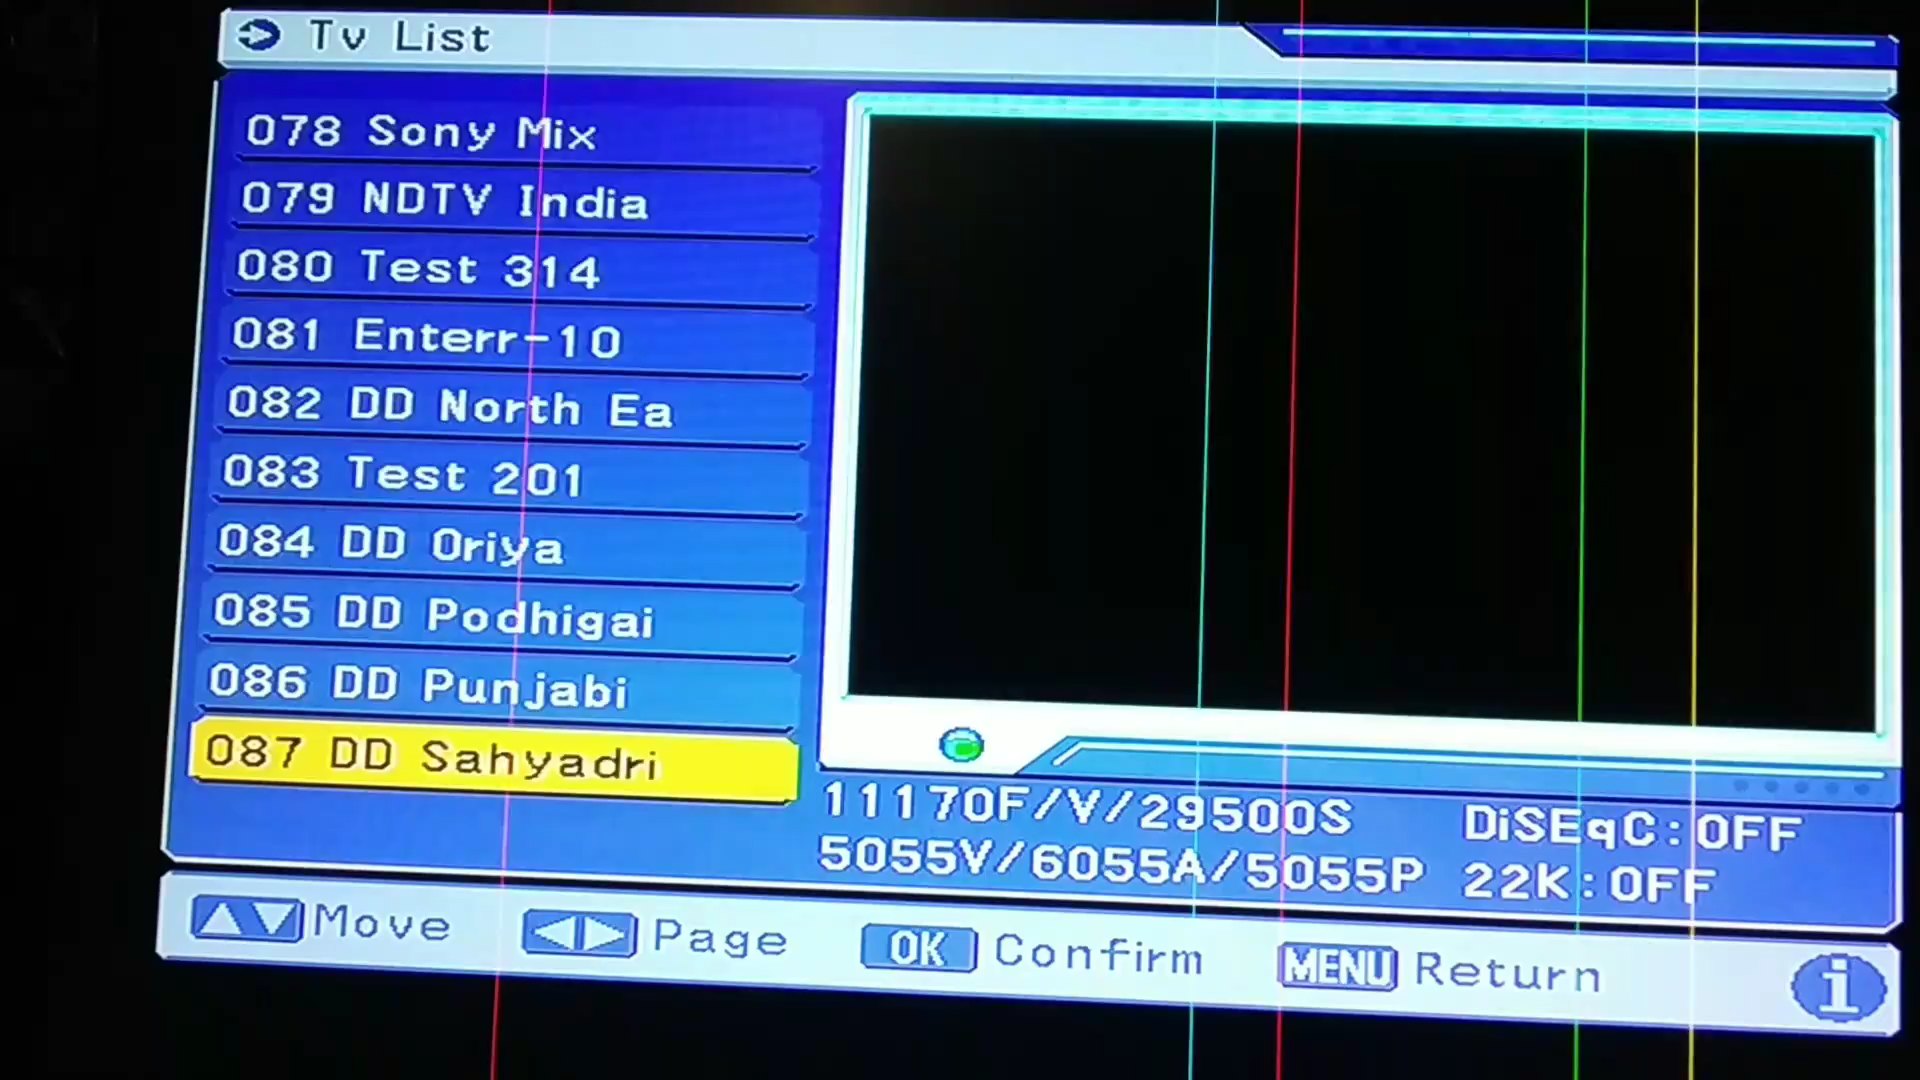 Tv List
078 Sony Mix
079 NDTV India
080 Test 314
081 Enterr-10
082 DD North Ea
083 Test 201
084 DD Oriya
085 DD Podhigai
086 DD Punjabi
087 DD Sahyadri
11170F/V/29500S DiSEqC:OFF
5055V/6055A/5055P 22K:OFF
Move Page OK Confirm MENU Return i